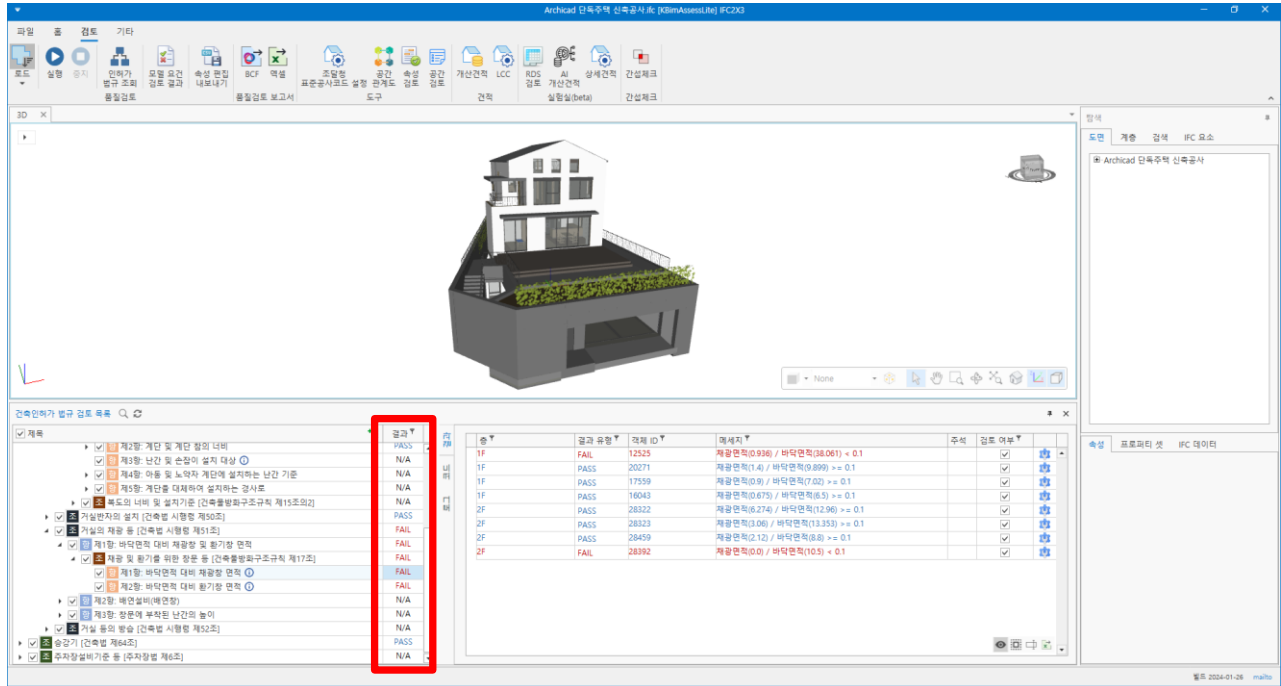 Archicad 단독주택 신축공사.ifc [KBimAssessLite] IFC2X3
파일 홈 검토 기타
로드 실행 중지 인허가 법규 조회 모델 요건 검토 결과 속성 편집 내보내기 BCF 엑셀 조달청 표준공사코드 설정 공간 관계도 속성 검토 공간 검토 개산견적 LCC RDS 검토 AI 개산견적 상세견적 간섭체크
품질검토 품질검토 보고서 도구 견적 실험실(beta) 간섭체크
3D
탐색
도면 계층 검색 IFC 요소
Archicad 단독주택 신축공사
None
건축인허가 법규 검토 목록
제목 결과
제2항: 계단 및 계단 참의 너비 PASS
제3항: 난간 및 손잡이 설치 대상 N/A
제4항: 아동 및 노약자 계단에 설치하는 난간 기준 N/A
제5항: 계단을 대체하여 설치하는 경사로 N/A
조 복도의 너비 및 설치기준 [건축물방화구조규칙 제15조의2] N/A
조 거실반자의 설치 [건축법 시행령 제50조] PASS
조 거실의 채광 등 [건축법 시행령 제51조] FAIL
제1항: 바닥면적 대비 채광창 및 환기창 면적 FAIL
조 채광 및 환기를 위한 창문 등 [건축물방화구조규칙 제17조] FAIL
제1항: 바닥면적 대비 채광창 면적 FAIL
제2항: 바닥면적 대비 환기창 면적 FAIL
제2항: 배연설비(배연창) N/A
제3항: 창문에 부착된 난간의 높이 N/A
조 거실 등의 방습 [건축법 시행령 제52조] N/A
조 승강기 [건축법 제64조] PASS
조 주차장설비기준 등 [주차장법 제6조] N/A
층 결과 유형 객체 ID 메세지 주석 검토 여부
1F FAIL 12525 채광면적(0.936) / 바닥면적(38.061) < 0.1
1F PASS 20271 채광면적(1.4) / 바닥면적(9.899) >= 0.1
1F PASS 17559 채광면적(0.9) / 바닥면적(7.02) >= 0.1
1F PASS 16043 채광면적(0.675) / 바닥면적(6.5) >= 0.1
2F PASS 28322 채광면적(6.274) / 바닥면적(12.96) >= 0.1
2F PASS 28323 채광면적(3.06) / 바닥면적(13.353) >= 0.1
2F PASS 28459 채광면적(2.12) / 바닥면적(8.8) >= 0.1
2F FAIL 28392 채광면적(0.0) / 바닥면적(10.5) < 0.1
속성 프로퍼티 셋 IFC 데이터
빌드 2024-01-26 mailto